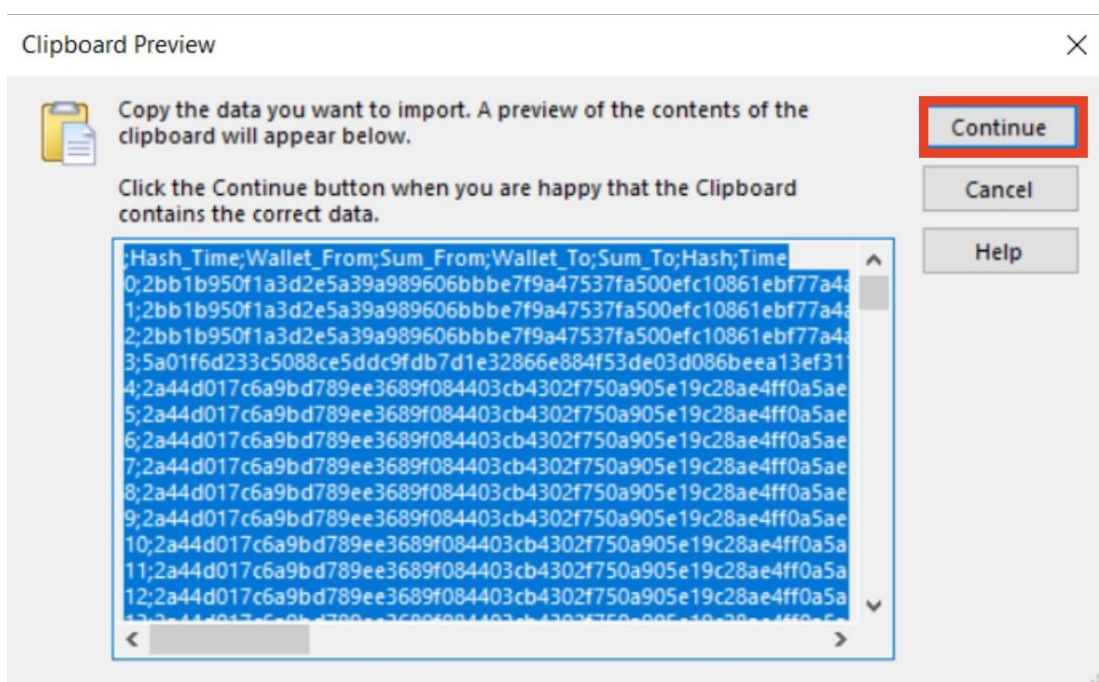 Clipboard Preview
Copy the data you want to import. A preview of the contents of the
clipboard will appear below.
Click the Continue button when you are happy that the Clipboard
contains the correct data.
Continue
Cancel
Help
;Hash_Time;Wallet_From;Sum_From;Wallet_To;Sum_To;Hash;Time
0;2bb1b950f1a3d2e5a39a989606bbbe7f9a47537fa500efc10861ebf77a4a
1;2bb1b950f1a3d2e5a39a989606bbbe7f9a47537fa500efc10861ebf77a4a
2;2bb1b950f1a3d2e5a39a989606bbbe7f9a47537fa500efc10861ebf77a4a
3;5a01f6d233c5088ce5ddc9fdb7d1e32866e884f53de03d086beea13ef31
4;2a44d017c6a9bd789ee3689f084403cb4302f750a905e19c28ae4ff0a5ae
5;2a44d017c6a9bd789ee3689f084403cb4302f750a905e19c28ae4ff0a5ae
6;2a44d017c6a9bd789ee3689f084403cb4302f750a905e19c28ae4ff0a5ae
7;2a44d017c6a9bd789ee3689f084403cb4302f750a905e19c28ae4ff0a5ae
8;2a44d017c6a9bd789ee3689f084403cb4302f750a905e19c28ae4ff0a5ae
9;2a44d017c6a9bd789ee3689f084403cb4302f750a905e19c28ae4ff0a5ae
10;2a44d017c6a9bd789ee3689f084403cb4302f750a905e19c28ae4ff0a5a
11;2a44d017c6a9bd789ee3689f084403cb4302f750a905e19c28ae4ff0a5a
12;2a44d017c6a9bd789ee3689f084403cb4302f750a905e19c28ae4ff0a5a